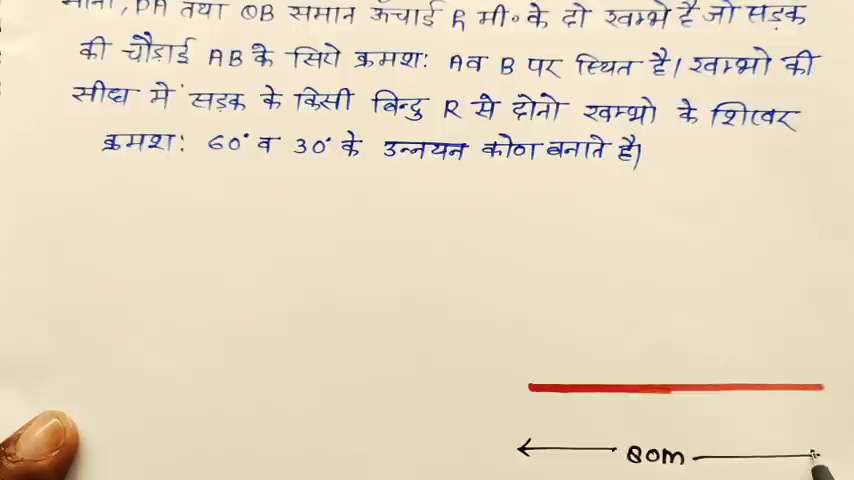 माना, PA तथा QB समान ऊँचाई h मी॰ के दो खम्भे हैं जो सड़क
की चौड़ाई AB के सिरो क्रमश: A व B पर स्थित है। खम्भो की
सीध में सड़क के किसी बिन्दु R से दोनो खम्भो के शिखर
क्रमश: 60° व 30° के उन्नयन कोण बनाते है।
80m